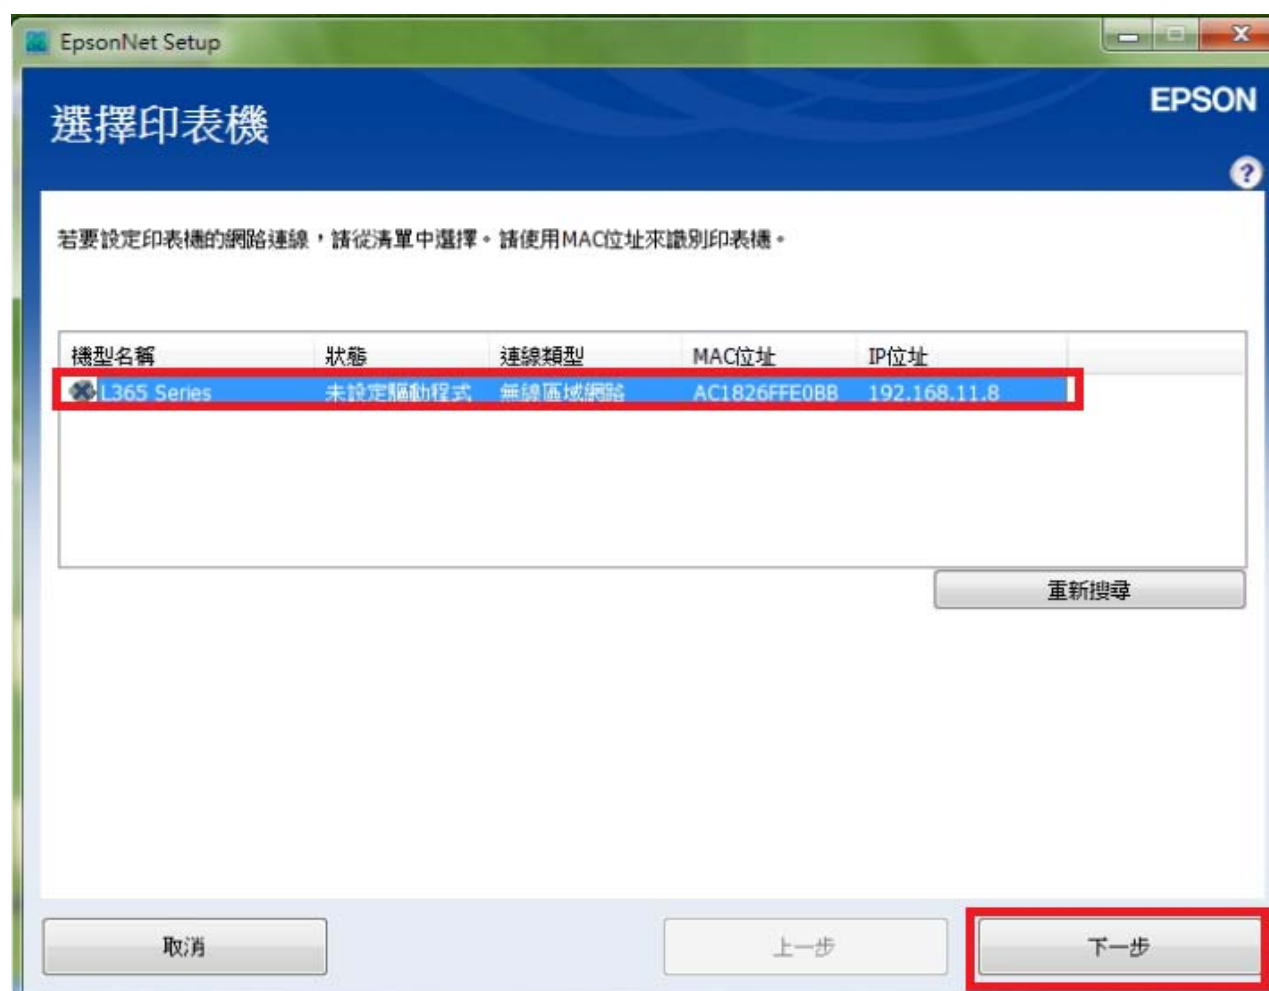 EpsonNet Setup
選擇印表機
EPSON
?
若要設定印表機的網路連線，請從清單中選擇。請使用MAC位址來識別印表機。
機型名稱 狀態 連線類型 MAC位址 IP位址
L365 Series 未設定驅動程式 無線區域網路 AC1826FFE0BB 192.168.11.8
重新搜尋
取消 上一步 下一步